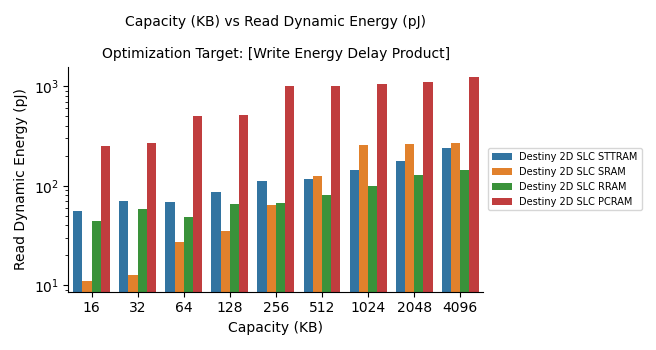 Capacity (KB) vs Read Dynamic Energy (pJ)
Optimization Target: [Write Energy Delay Product]
Read Dynamic Energy (pJ)
10³
10²
10¹
16 32 64 128 256 512 1024 2048 4096
Capacity (KB)
Destiny 2D SLC STTRAM
Destiny 2D SLC SRAM
Destiny 2D SLC RRAM
Destiny 2D SLC PCRAM